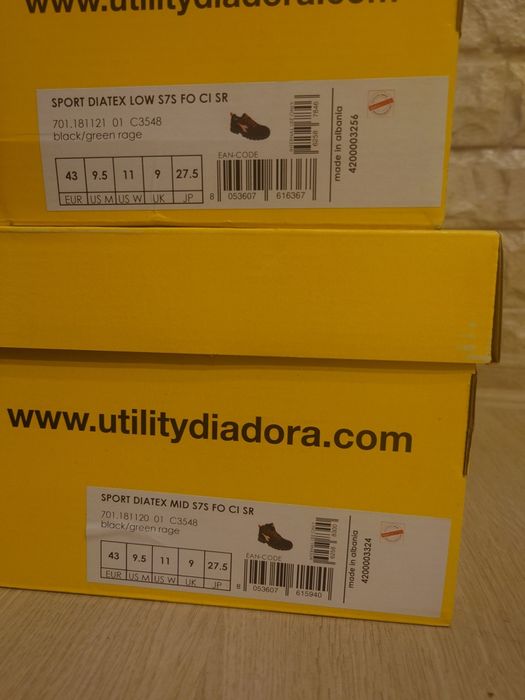 www.utilitydiadora.com
SPORT DIATEX LOW S7S FO CI SR
701.181121 01 C3548
black/green rage
43 9.5 11 9 27.5
EUR US M US W UK JP
EAN-CODE
8 053607 616367
made in albania
4200003256
www.utilitydiadora.com
SPORT DIATEX MID S7S FO CI SR
701.181120 01 C3548
black/green rage
43 9.5 11 9 27.5
EUR US M US W UK JP
EAN-CODE
8 053607 615940
made in albania
4200003324